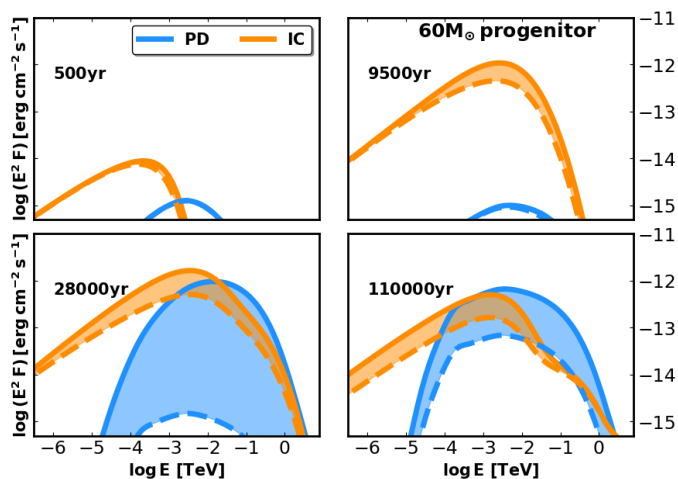 PD IC
60M⊙ progenitor
500yr
9500yr
log (E² F) [erg cm⁻² s⁻¹]
−11
−12
−13
−14
−15
28000yr
110000yr
log (E² F) [erg cm⁻² s⁻¹]
−11
−12
−13
−14
−15
−6 −5 −4 −3 −2 −1 0
−6 −5 −4 −3 −2 −1 0
log E [TeV]
log E [TeV]